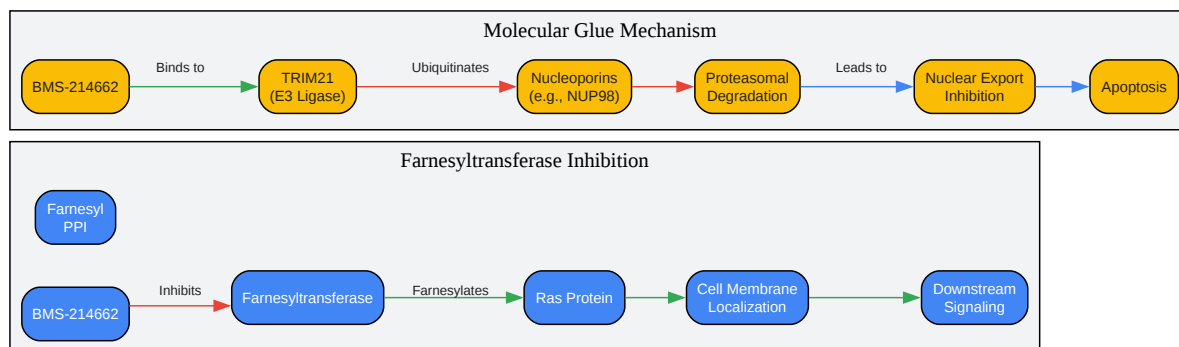 Molecular Glue Mechanism
BMS-214662
Binds to
TRIM21
(E3 Ligase)
Ubiquitinates
Nucleoporins
(e.g., NUP98)
Proteasomal
Degradation
Leads to
Nuclear Export
Inhibition
Apoptosis
Farnesyltransferase Inhibition
Farnesyl
PPI
BMS-214662
Inhibits
Farnesyltransferase
Farnesylates
Ras Protein
Cell Membrane
Localization
Downstream
Signaling